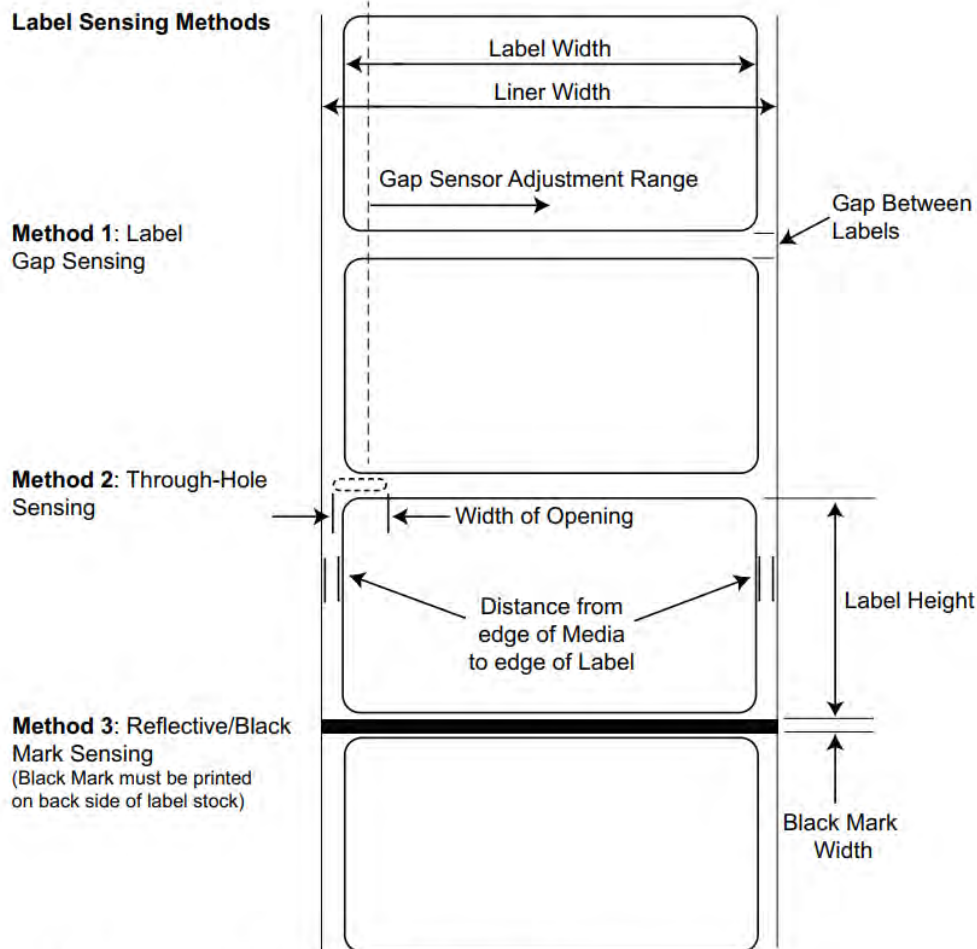 Label Sensing Methods
Label Width
Liner Width
Gap Sensor Adjustment Range
Gap Between
Labels
Method 1: Label
Gap Sensing
Method 2: Through-Hole
Sensing
Width of Opening
Distance from
edge of Media
to edge of Label
Label Height
Method 3: Reflective/Black
Mark Sensing
(Black Mark must be printed
on back side of label stock)
Black Mark
Width